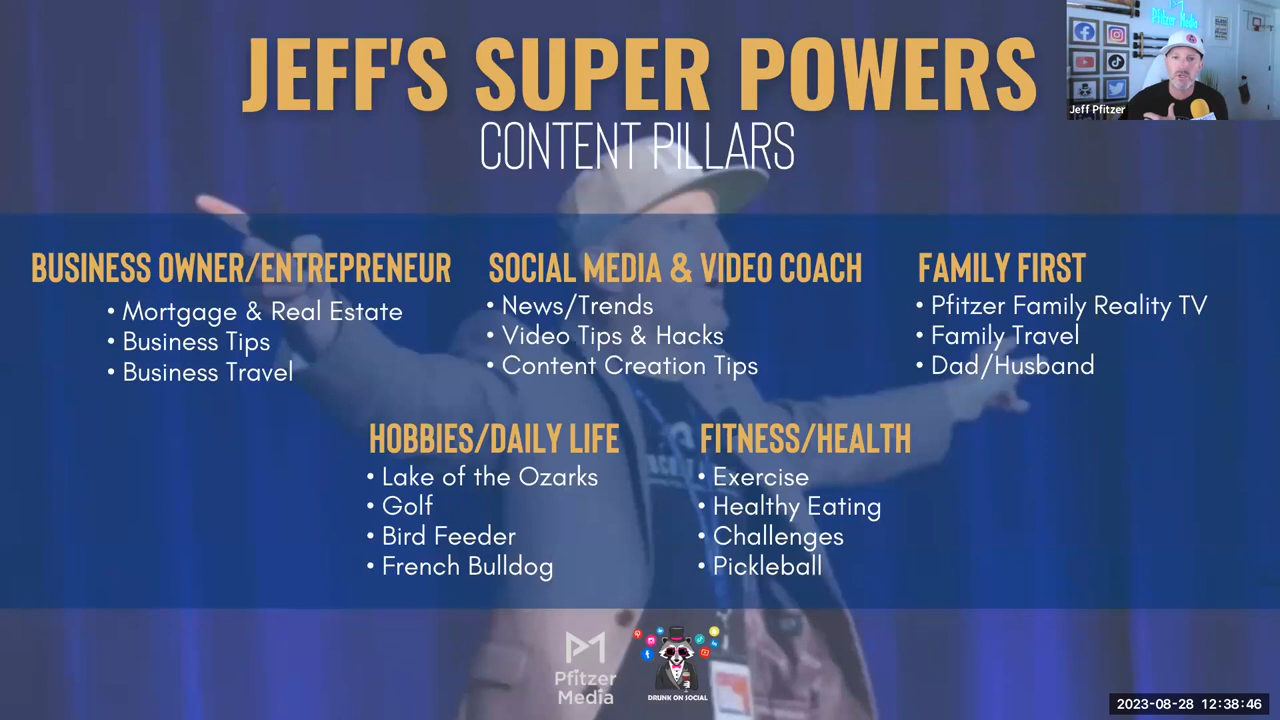 JEFF'S SUPER POWERS
CONTENT PILLARS
Pfitzer Media
Jeff Pfitzer
BUSINESS OWNER/ENTREPRENEUR
• Mortgage & Real Estate
• Business Tips
• Business Travel
SOCIAL MEDIA & VIDEO COACH
• News/Trends
• Video Tips & Hacks
• Content Creation Tips
FAMILY FIRST
• Pfitzer Family Reality TV
• Family Travel
• Dad/Husband
HOBBIES/DAILY LIFE
• Lake of the Ozarks
• Golf
• Bird Feeder
• French Bulldog
FITNESS/HEALTH
• Exercise
• Healthy Eating
• Challenges
• Pickleball
Pfitzer
Media
DRUNK ON SOCIAL
2023-08-28 12:38:46